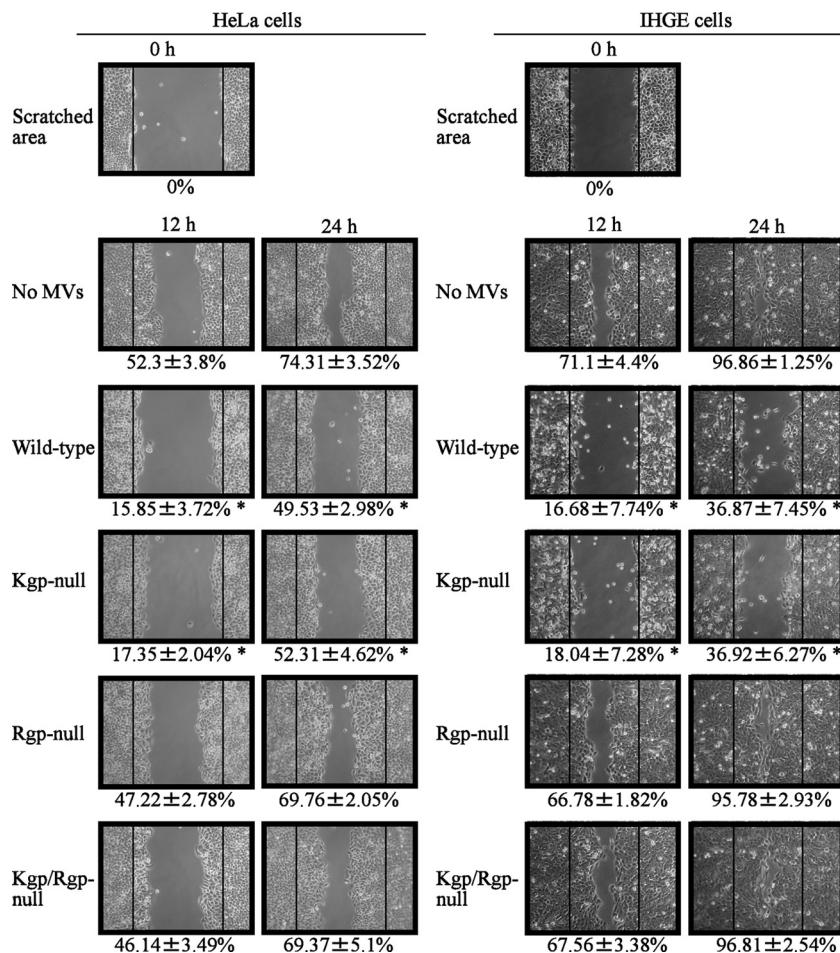 HeLa cells
IHGE cells
0 h
0 h
Scratched
area
Scratched
area
0%
0%
12 h
24 h
12 h
24 h
No MVs
No MVs
52.3±3.8%
74.31±3.52%
71.1±4.4%
96.86±1.25%
Wild-type
Wild-type
15.85±3.72% *
49.53±2.98% *
16.68±7.74% *
36.87±7.45% *
Kgp-null
Kgp-null
17.35±2.04% *
52.31±4.62% *
18.04±7.28% *
36.92±6.27% *
Rgp-null
Rgp-null
47.22±2.78%
69.76±2.05%
66.78±1.82%
95.78±2.93%
Kgp/Rgp-
null
Kgp/Rgp-
null
46.14±3.49%
69.37±5.1%
67.56±3.38%
96.81±2.54%